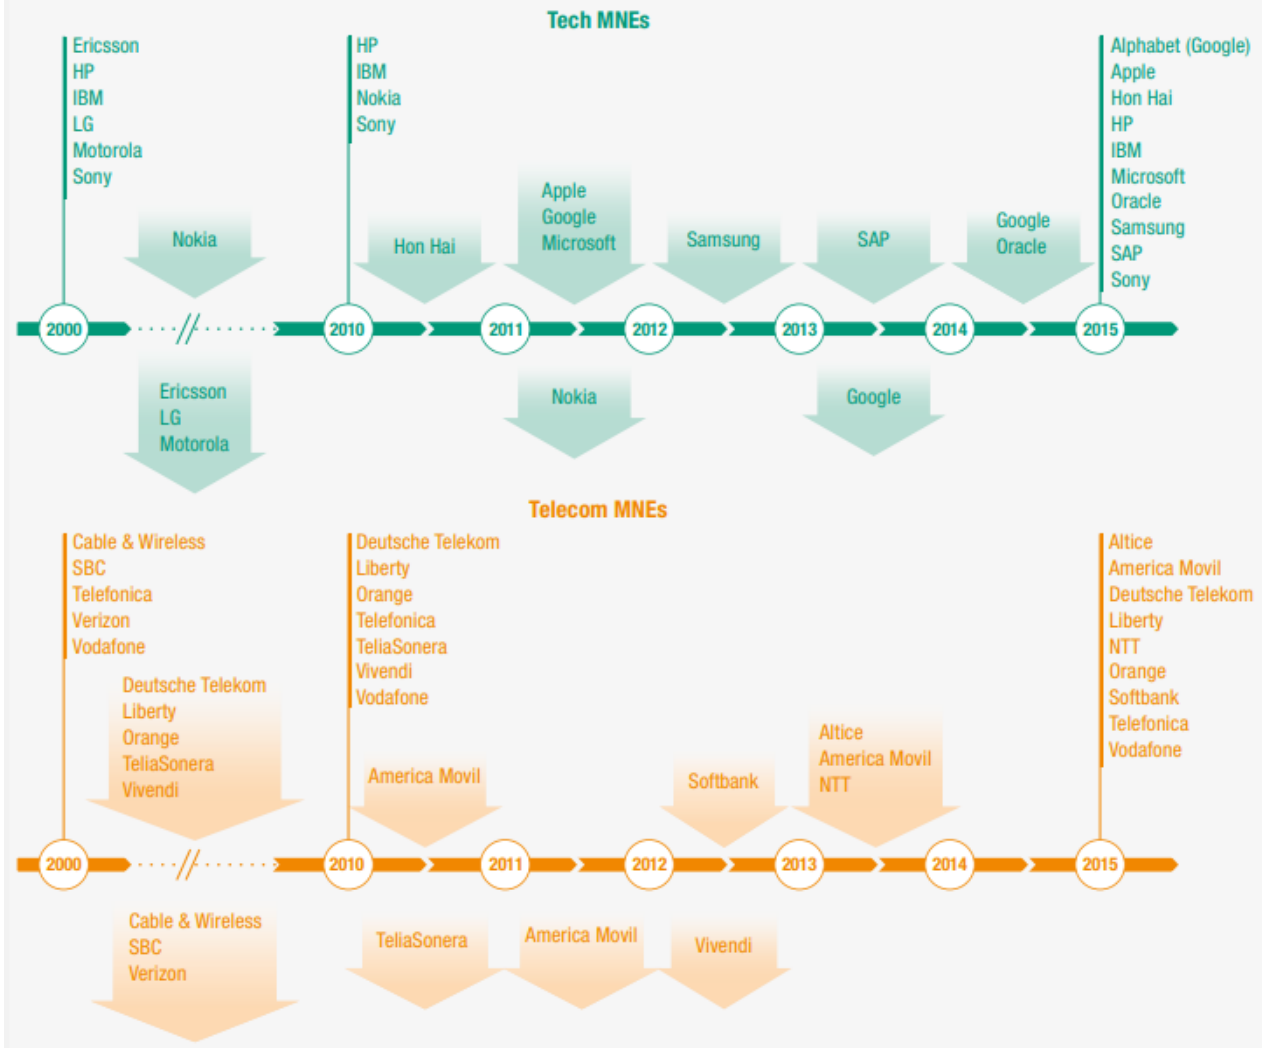 Tech MNEs
Ericsson
HP
IBM
LG
Motorola
Sony
HP
IBM
Nokia
Sony
Alphabet (Google)
Apple
Hon Hai
HP
IBM
Microsoft
Oracle
Samsung
SAP
Sony
Nokia
Hon Hai
Apple
Google
Microsoft
Samsung
SAP
Google
Oracle
2000
2010
2011
2012
2013
2014
2015
Ericsson
LG
Motorola
Nokia
Google
Telecom MNEs
Cable & Wireless
SBC
Telefonica
Verizon
Vodafone
Deutsche Telekom
Liberty
Orange
Telefonica
TeliaSonera
Vivendi
Vodafone
Altice
America Movil
Deutsche Telekom
Liberty
NTT
Orange
Softbank
Telefonica
Vodafone
Deutsche Telekom
Liberty
Orange
TeliaSonera
Vivendi
America Movil
Softbank
Altice
America Movil
NTT
2000
2010
2011
2012
2013
2014
2015
Cable & Wireless
SBC
Verizon
TeliaSonera
America Movil
Vivendi